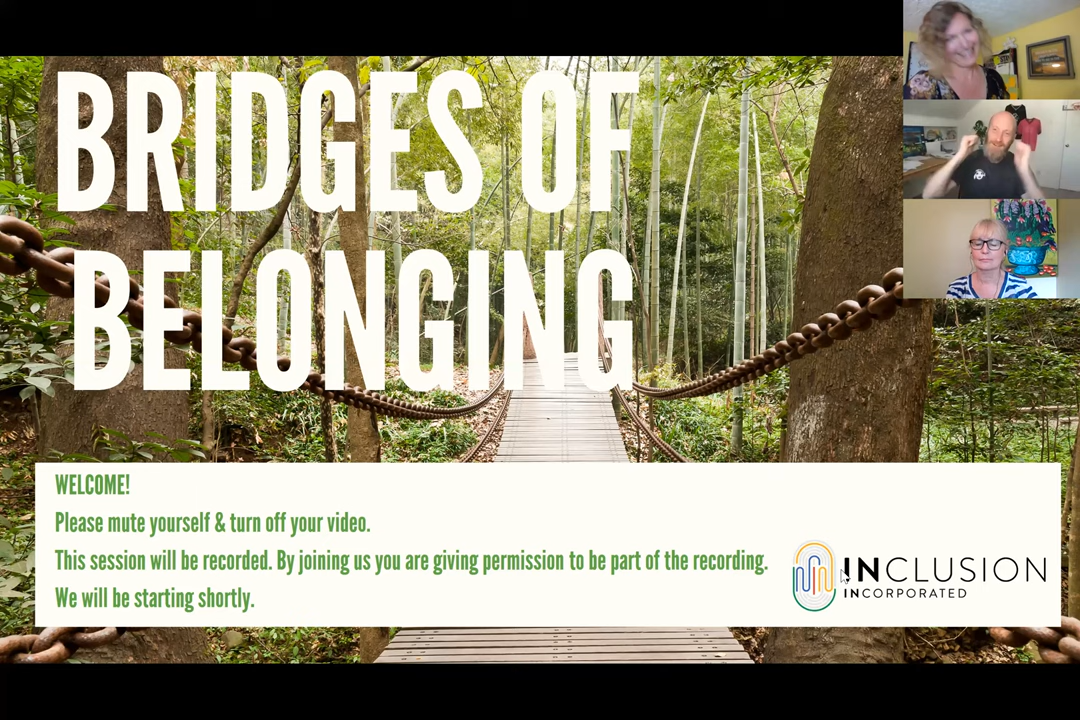 BRIDGES OF
BELONGING
WELCOME!
Please mute yourself & turn off your video.
This session will be recorded. By joining us you are giving permission to be part of the recording.
We will be starting shortly.
INCLUSION
INCORPORATED